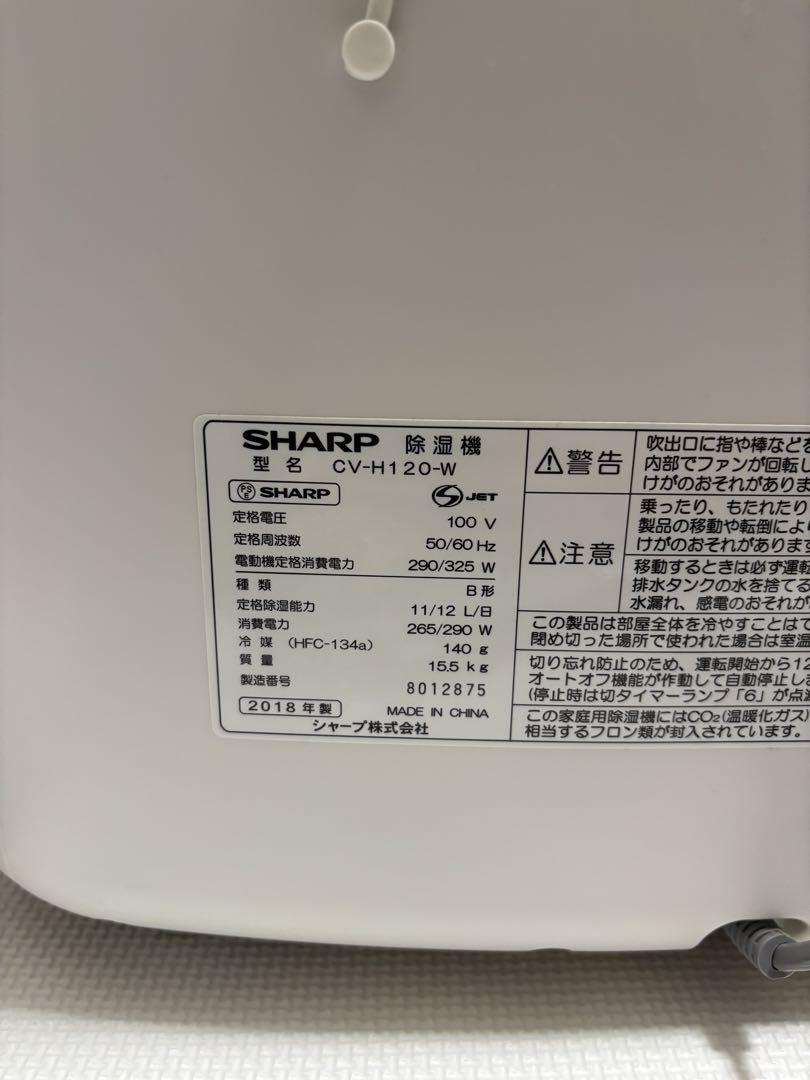 SHARP 除湿機
型名 CV-H120-W
PSE SHARP
S JET
定格電圧 100 V
定格周波数 50/60 Hz
電動機定格消費電力 290/325 W
種類 B形
定格除湿能力 11/12 L/日
消費電力 265/290 W
冷媒 (HFC-134a) 140 g
質量 15.5 kg
製造番号 8012875
2018年製 MADE IN CHINA
シャープ株式会社
⚠警告
吹出口に指や棒などを
内部でファンが回転し
けがのおそれがありま
⚠注意
乗ったり、もたれたり
製品の移動や転倒により
けがのおそれがあります
移動するときは必ず運転
排水タンクの水を捨てる
水漏れ、感電のおそれが
この製品は部屋全体を冷やすことはで
閉め切った場所で使われた場合は室温
切り忘れ防止のため、運転開始から12
オートオフ機能が作動して自動停止しま
(停止時は切タイマーランプ「6」が点滅
この家庭用除湿機にはCO₂(温暖化ガス)
相当するフロン類が封入されています。